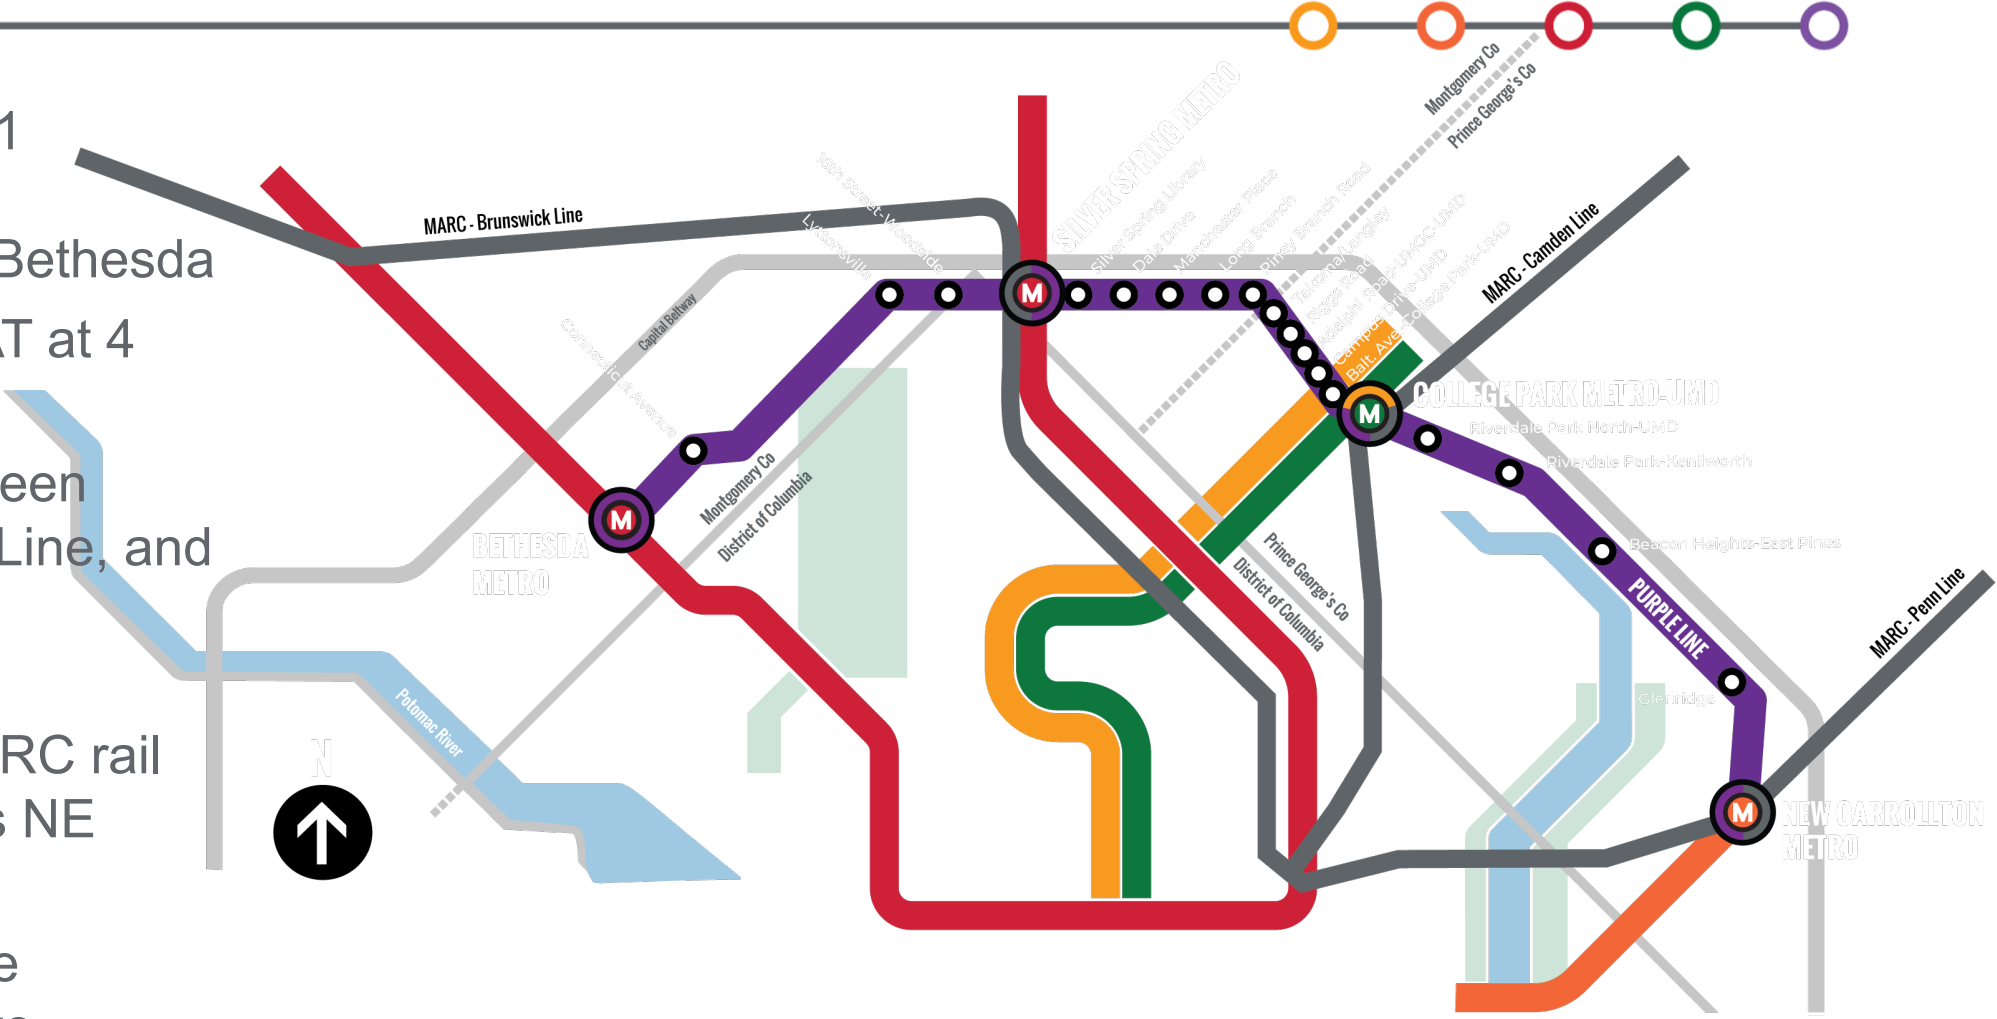 1
Bethesda
AT at 4
een
Line, and
RC rail
s NE
e
MARC - Brunswick Line
Capital Beltway
Connecticut Avenue
Lyttonsville
16th Street-Woodside
SILVER SPRING METRO
Silver Spring Library
Dale Drive
Manchester Place
Long Branch
Piney Branch Road
Takoma/Langley
Riggs Road
Adelphi Road-UMGC-UMD
Campus Drive-UMD
Balt. Ave-College Park-UMD
Montgomery Co
Prince George's Co
MARC - Camden Line
COLLEGE PARK METRO-UMD
Riverdale Park North-UMD
Riverdale Park-Kenilworth
Beacon Heights-East Pines
PURPLE LINE
Glenridge
MARC - Penn Line
NEW CARROLLTON
METRO
BETHESDA
METRO
Montgomery Co
District of Columbia
Prince George's Co
District of Columbia
Potomac River
N
M
M
M
M